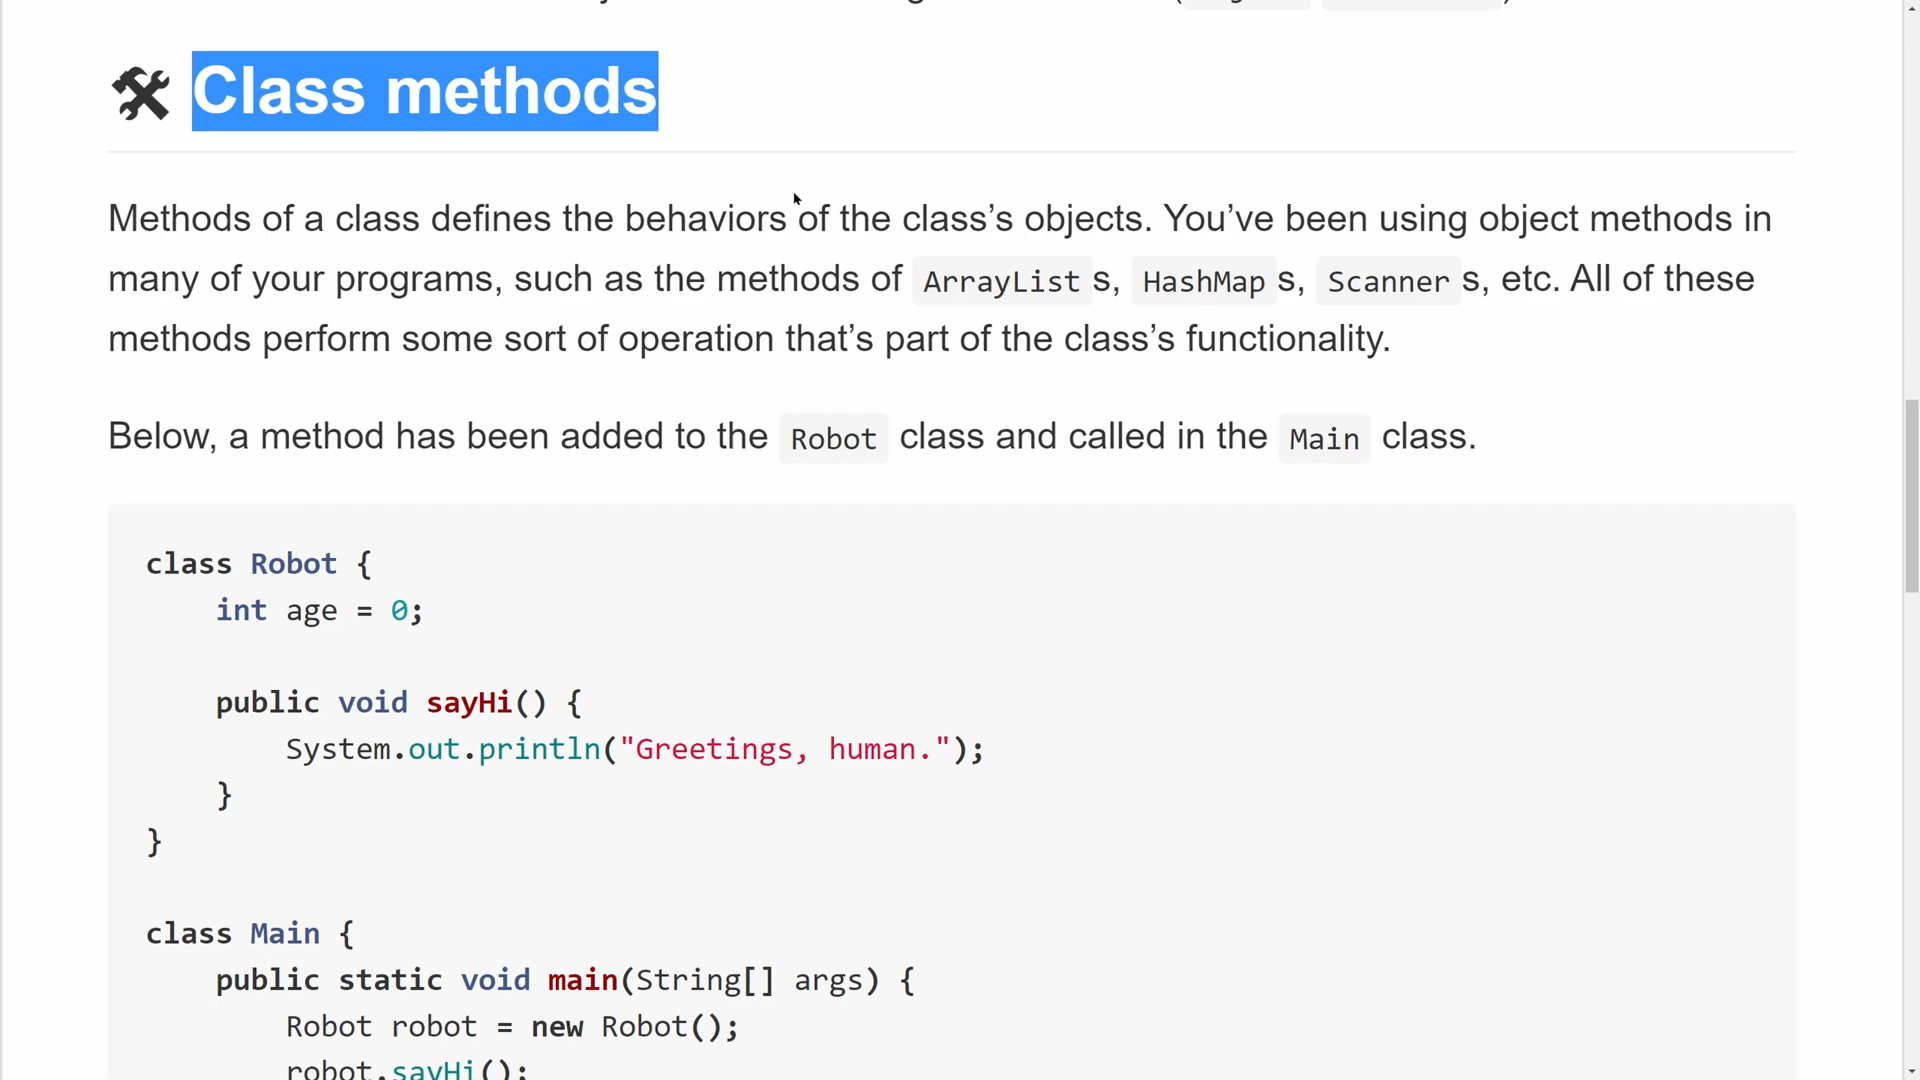 Class methods
Methods of a class defines the behaviors of the class’s objects. You’ve been using object methods in
many of your programs, such as the methods of ArrayList s, HashMap s, Scanner s, etc. All of these
methods perform some sort of operation that’s part of the class’s functionality.
Below, a method has been added to the Robot class and called in the Main class.
class Robot {
    int age = 0;
    public void sayHi() {
        System.out.println("Greetings, human.");
    }
}
class Main {
    public static void main(String[] args) {
        Robot robot = new Robot();
        robot.sayHi();